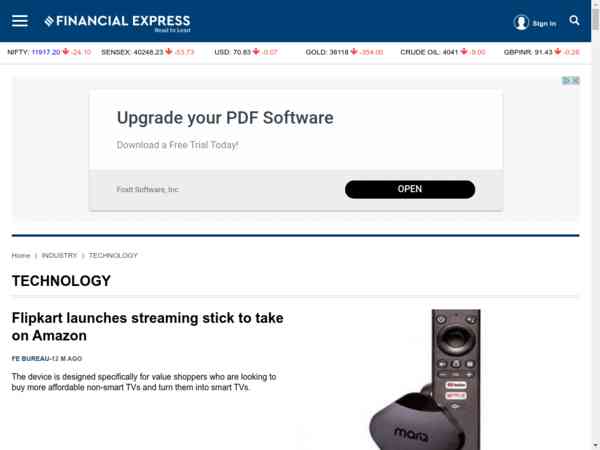 FINANCIAL EXPRESS
Read to Lead
Sign in
NIFTY: 11917.20 -24.10 SENSEX: 40248.23 -53.73 USD: 70.83 -0.07 GOLD: 38118 -354.00 CRUDE OIL: 4041 -9.00 GBPINR: 91.43 -0.28
Upgrade your PDF Software
Download a Free Trial Today!
Foxit Software, Inc
OPEN
Home | INDUSTRY | TECHNOLOGY
TECHNOLOGY
Flipkart launches streaming stick to take
on Amazon
FE BUREAU-12 M AGO
The device is designed specifically for value shoppers who are looking to
buy more affordable non-smart TVs and turn them into smart TVs.
YouTube
NETFLIX
marq